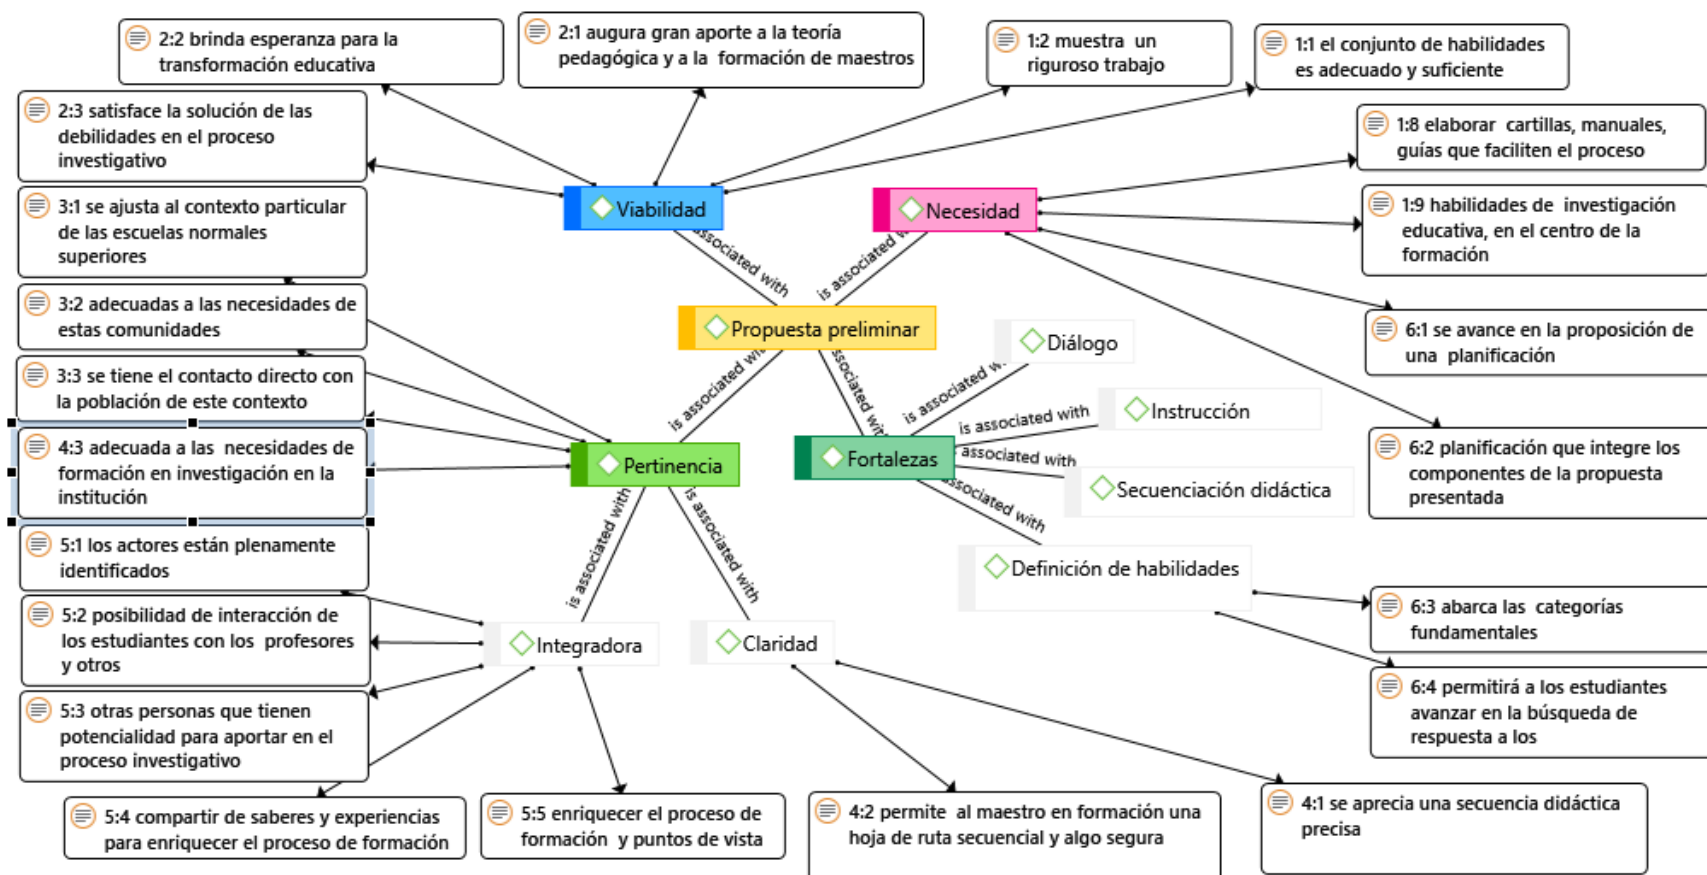 2:2 brinda esperanza para la
transformación educativa
2:1 augura gran aporte a la teoría
pedagógica y a la formación de maestros
1:2 muestra un
riguroso trabajo
1:1 el conjunto de habilidades
es adecuado y suficiente
2:3 satisface la solución de las
debilidades en el proceso
investigativo
1:8 elaborar cartillas, manuales,
guías que faciliten el proceso
3:1 se ajusta al contexto particular
de las escuelas normales
superiores
Viabilidad
Necesidad
1:9 habilidades de investigación
educativa, en el centro de la
formación
associated with
is associated w
3:2 adecuadas a las necesidades de
estas comunidades
Propuesta preliminar
6:1 se avance en la proposición de
una planificación
Diálogo
3:3 se tiene el contacto directo con
la población de este contexto
is associated with
associated with
is associated w
Instrucción
is associated with
4:3 adecuada a las necesidades de
formación en investigación en la
institución
Pertinencia
Fortalezas
associated with
Secuenciación didáctica
6:2 planificación que integre los
componentes de la propuesta
presentada
is associated with
is associated with
associated with
5:1 los actores están plenamente
identificados
Definición de habilidades
5:2 posibilidad de interacción de
los estudiantes con los profesores
y otros
Integradora
Claridad
6:3 abarca las categorías
fundamentales
5:3 otras personas que tienen
potencialidad para aportar en el
proceso investigativo
6:4 permitirá a los estudiantes
avanzar en la búsqueda de
respuesta a los
5:4 compartir de saberes y experiencias
para enriquecer el proceso de formación
5:5 enriquecer el proceso de
formación y puntos de vista
4:2 permite al maestro en formación una
hoja de ruta secuencial y algo segura
4:1 se aprecia una secuencia didáctica
precisa